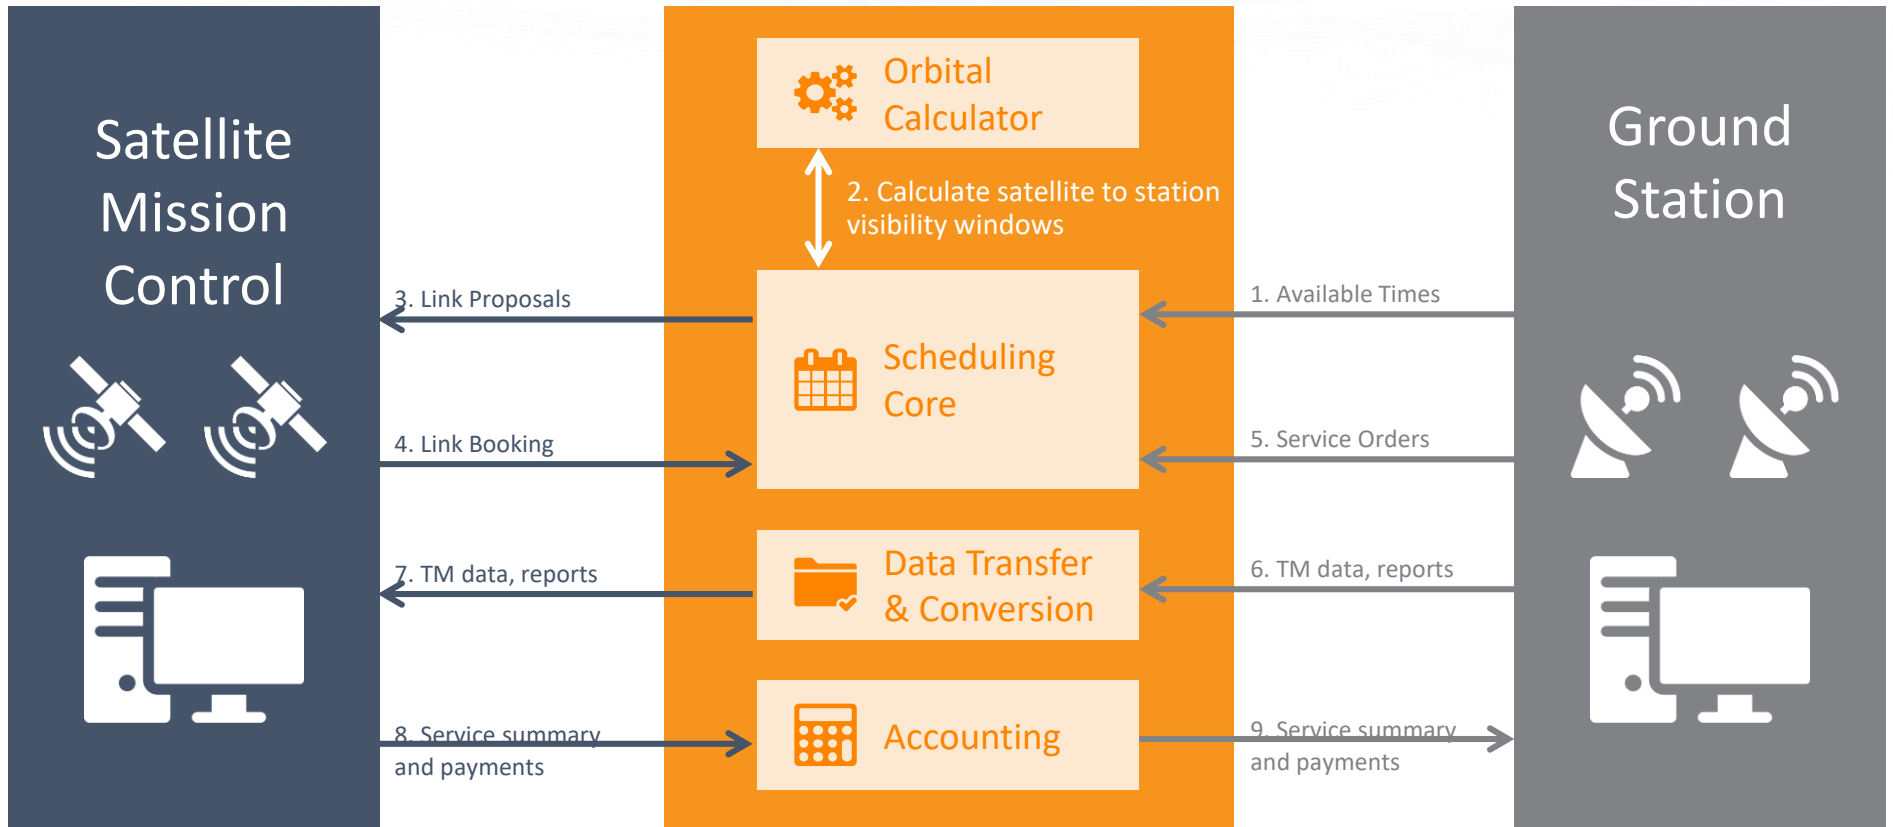 Satellite
Mission
Control
3. Link Proposals
4. Link Booking
7. TM data, reports
8. Service summary
and payments
Orbital
Calculator
2. Calculate satellite to station
visibility windows
Scheduling
Core
Data Transfer
& Conversion
Accounting
1. Available Times
5. Service Orders
6. TM data, reports
9. Service summary
and payments
Ground
Station